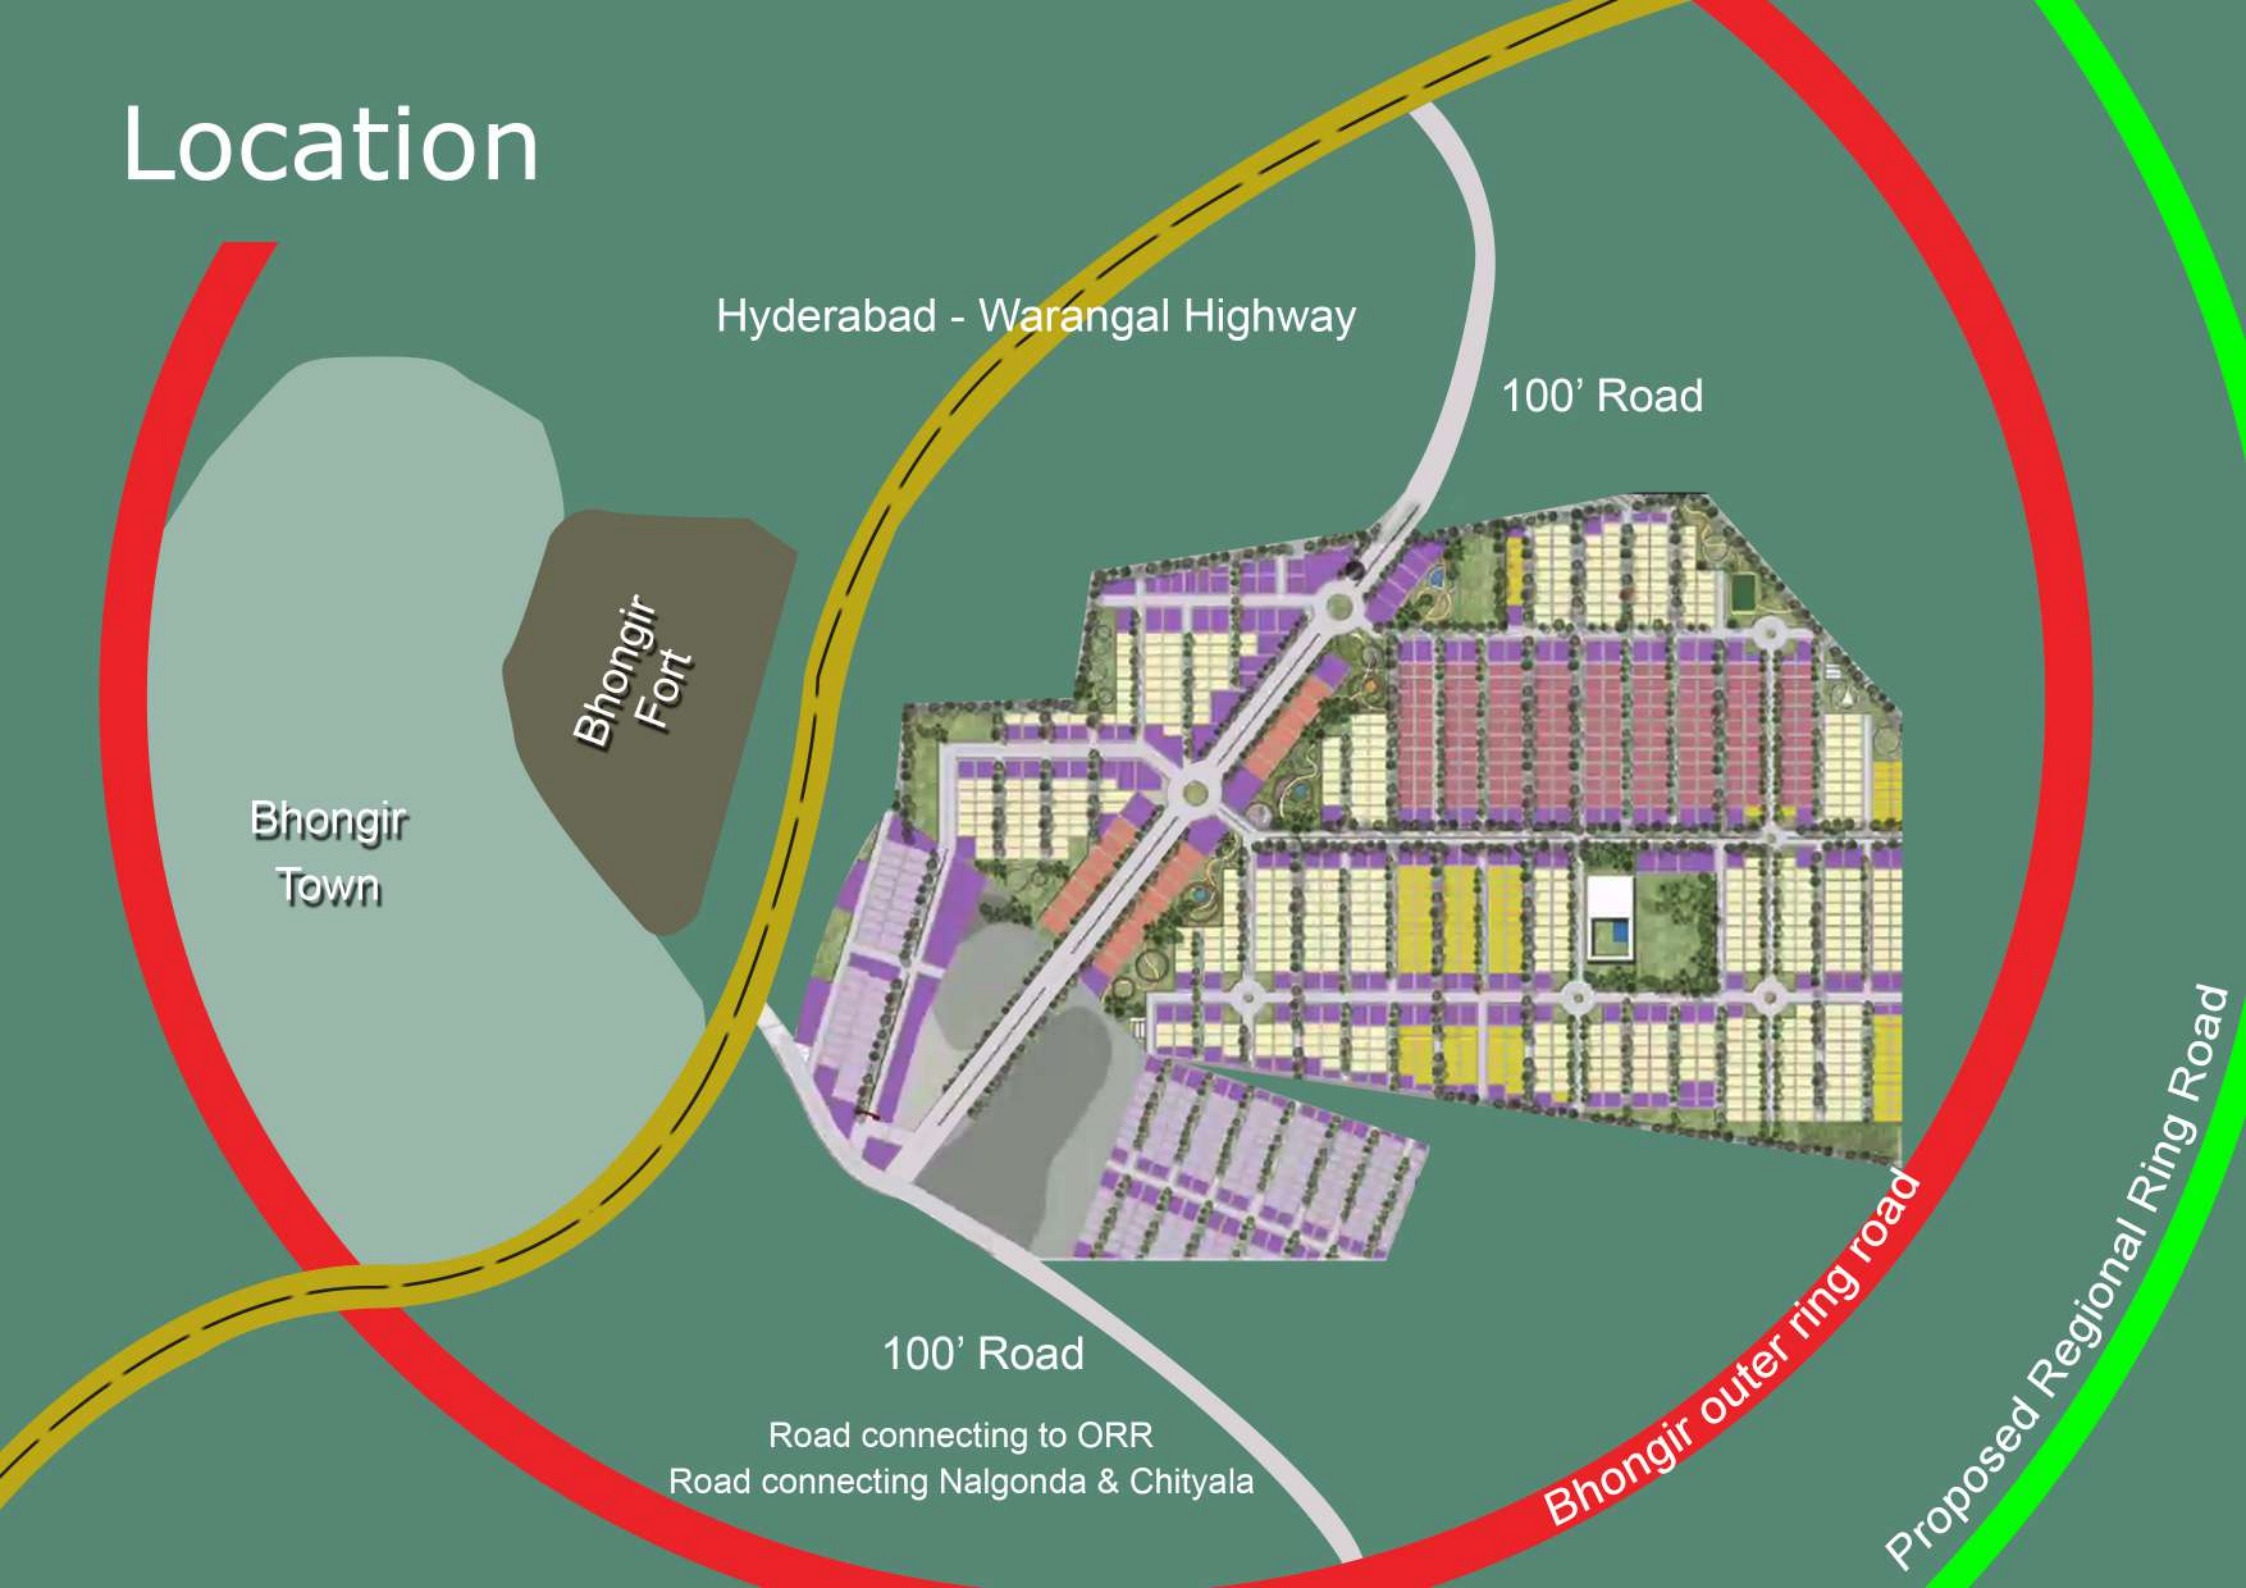 Location
Hyderabad - Warangal Highway
100’ Road
Bhongir
Fort
Bhongir
Town
100’ Road
Road connecting to ORR
Road connecting Nalgonda & Chityala
Bhongir outer ring road
Proposed Regional Ring Road